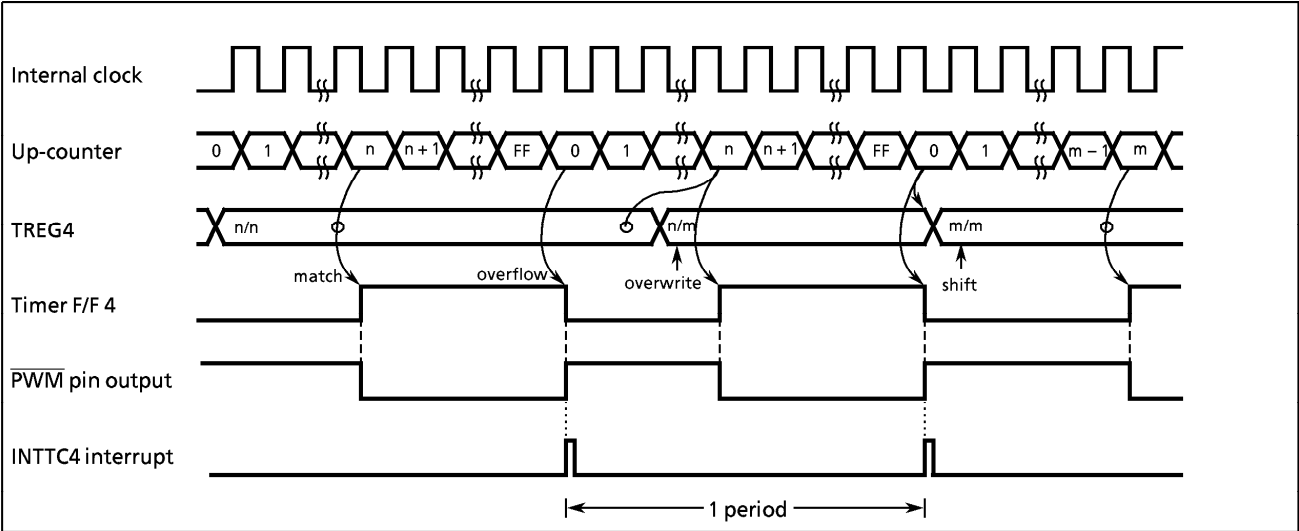 Internal clock
Up-counter
0 1 n n + 1 FF 0 1 n n + 1 FF 0 1 m – 1 m
TREG4
n/n n/m m/m
match overflow overwrite shift
Timer F/F 4
PWM pin output
INTTC4 interrupt
1 period